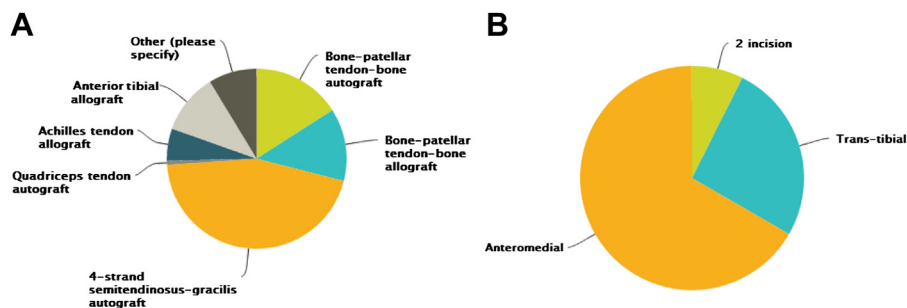 A
Other (please
specify)
Bone-patellar
tendon-bone
autograft
Anterior tibial
allograft
Achilles tendon
allograft
Bone-patellar
tendon-bone
allograft
Quadriceps tendon
autograft
4-strand
semitendinosus-gracilis
autograft
B
2 incision
Trans-tibial
Anteromedial